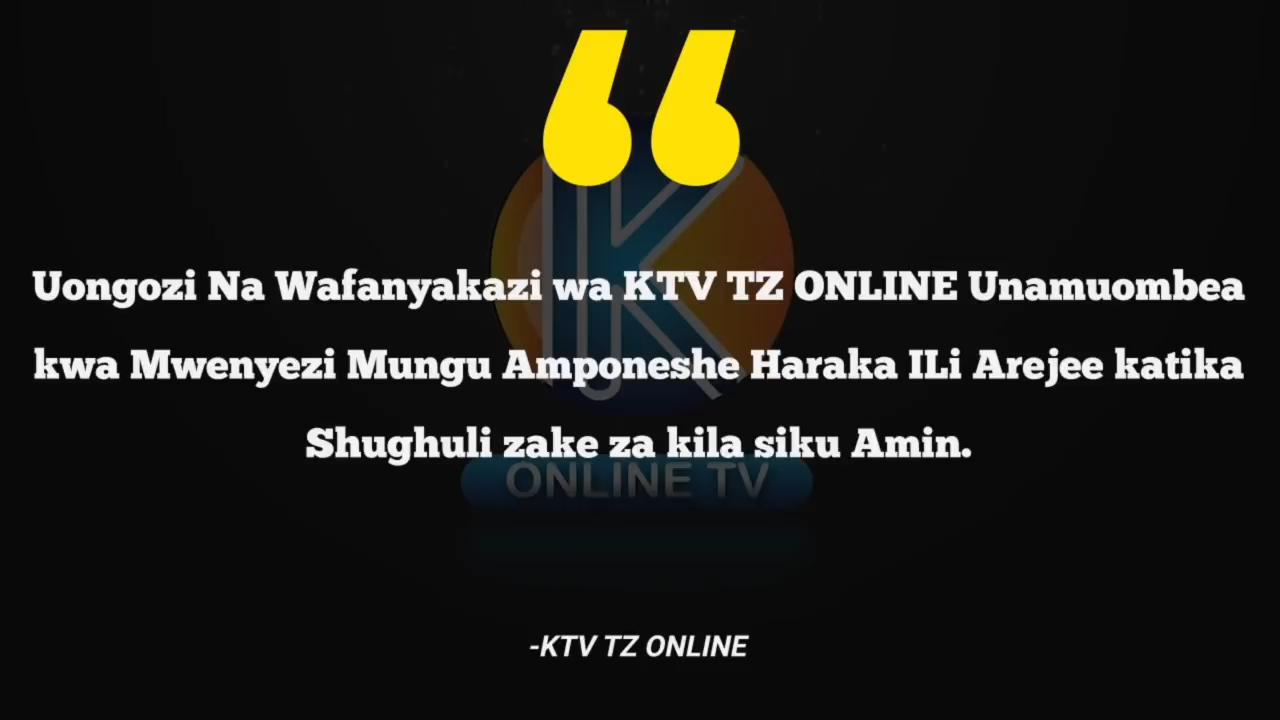 Uongozi Na Wafanyakazi wa KTV TZ ONLINE Unamuombea
kwa Mwenyezi Mungu Amponeshe Haraka ILi Arejee katika
Shughuli zake za kila siku Amin.
K
ONLINE TV
-KTV TZ ONLINE